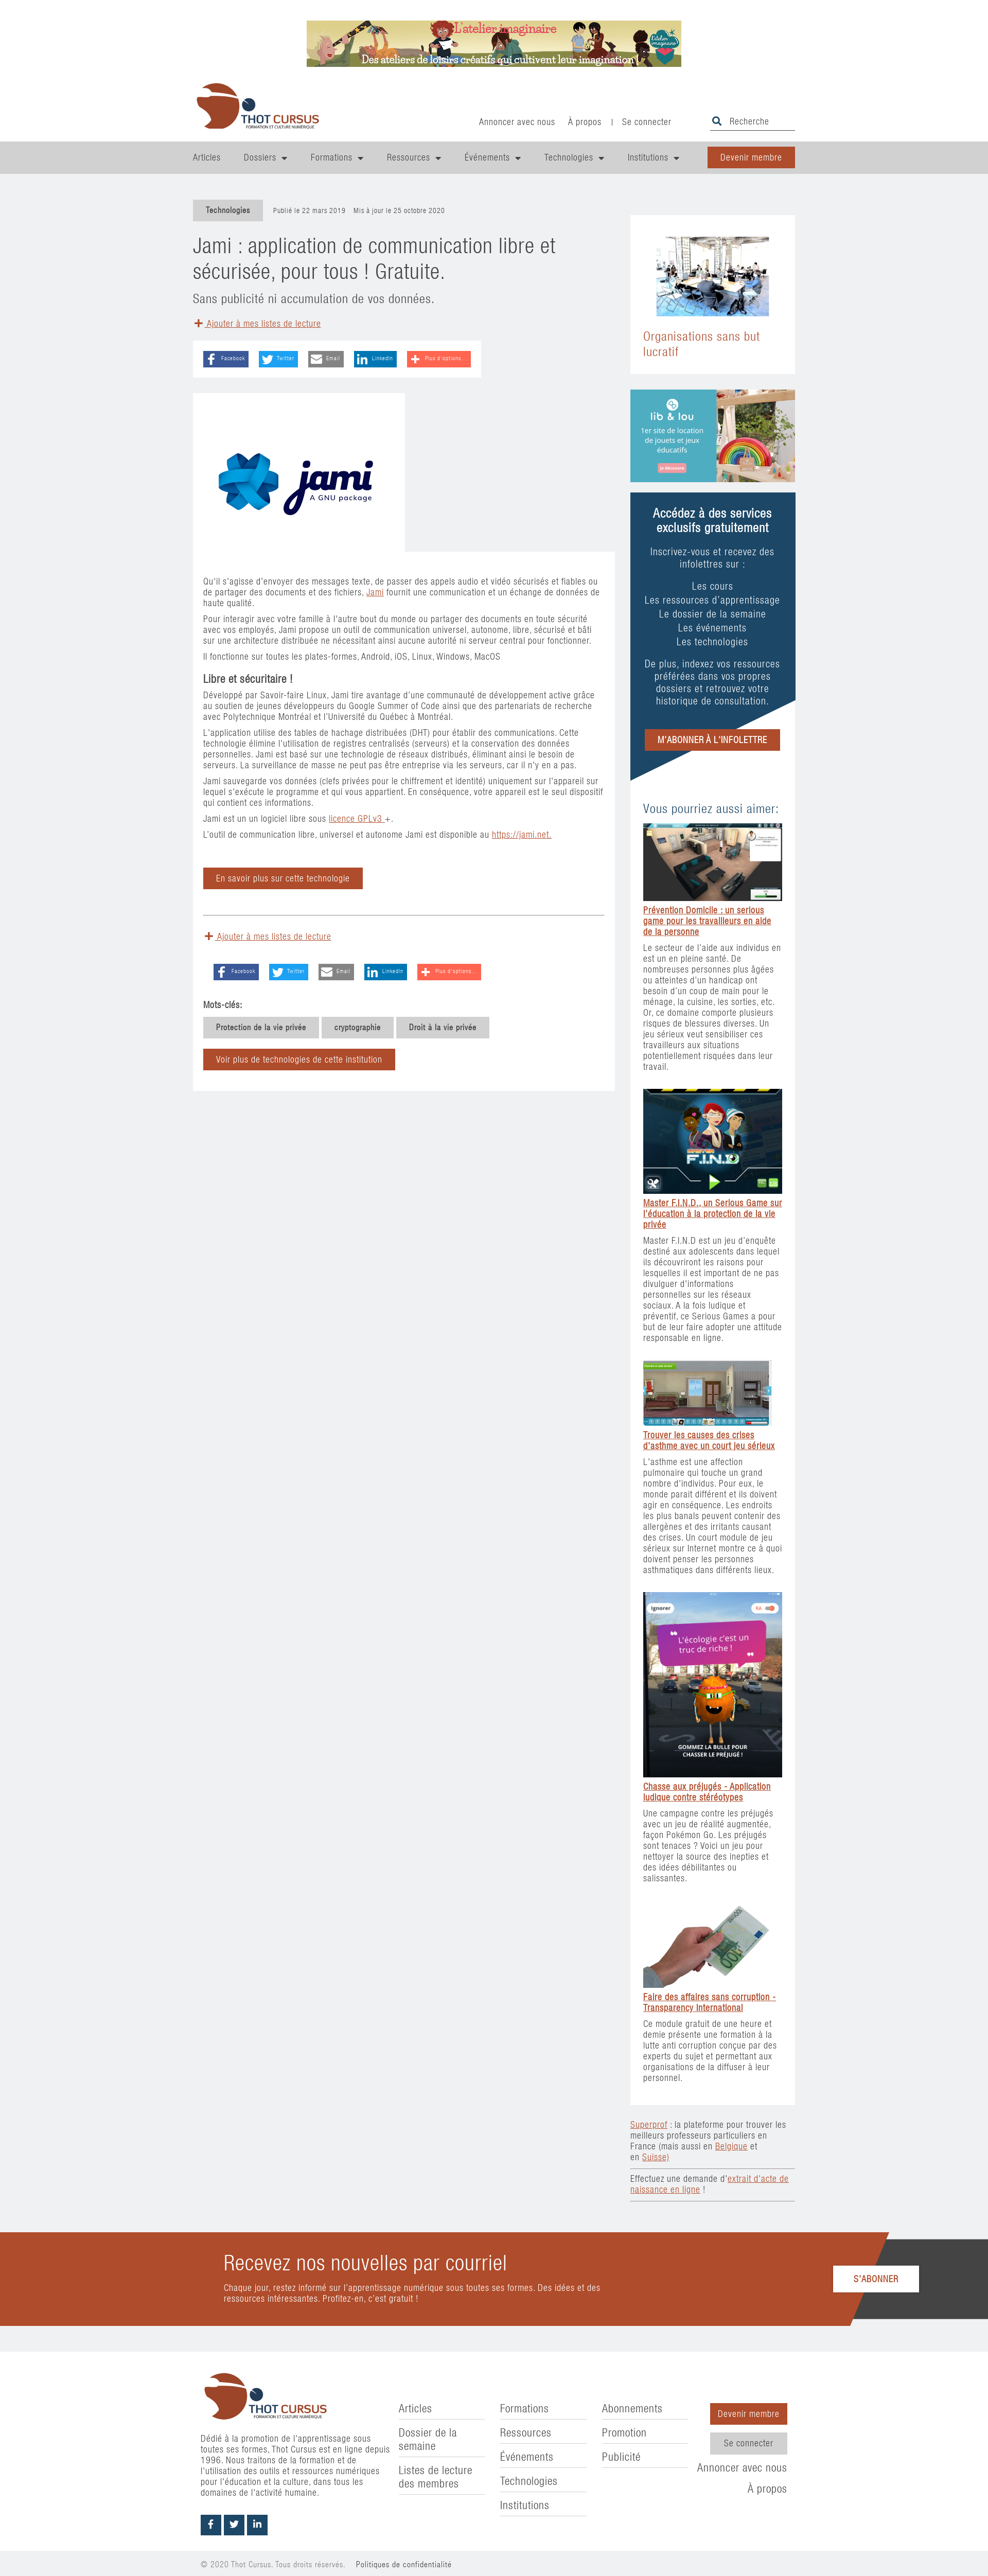 L'atelier imaginaire
Des ateliers de loisirs créatifs qui cultivent leur imagination !
THOT CURSUS
FORMATION ET CULTURE NUMÉRIQUE
Annoncer avec nous
À propos
|
Se connecter
Recherche
Articles
Dossiers
Formations
Ressources
Événements
Technologies
Institutions
Devenir membre
Technologies
Publié le 22 mars 2019 Mis à jour le 25 octobre 2020
Jami : application de communication libre et
sécurisée, pour tous ! Gratuite.
Sans publicité ni accumulation de vos données.
Ajouter à mes listes de lecture
Facebook
Twitter
Email
LinkedIn
Plus d'options...
jami
A GNU package
Qu'il s'agisse d'envoyer des messages texte, de passer des appels audio et vidéo sécurisés et fiables ou
de partager des documents et des fichiers, Jami fournit une communication et un échange de données de
haute qualité.
Pour interagir avec votre famille à l'autre bout du monde ou partager des documents en toute sécurité
avec vos employés, Jami propose un outil de communication universel, autonome, libre, sécurisé et bâti
sur une architecture distribuée ne nécessitant ainsi aucune autorité ni serveur central pour fonctionner.
Il fonctionne sur toutes les plates-formes, Android, iOS, Linux, Windows, MacOS
Libre et sécuritaire !
Développé par Savoir-faire Linux, Jami tire avantage d'une communauté de développement active grâce
au soutien de jeunes développeurs du Google Summer of Code ainsi que des partenariats de recherche
avec Polytechnique Montréal et l'Université du Québec à Montréal.
L'application utilise des tables de hachage distribuées (DHT) pour établir des communications. Cette
technologie élimine l'utilisation de registres centralisés (serveurs) et la conservation des données
personnelles. Jami est basé sur une technologie de réseaux distribués, éliminant ainsi le besoin de
serveurs. La surveillance de masse ne peut pas être effectuée via les serveurs, car il n'y en a pas.
Jami sauvegarde vos données (clefs privées pour le chiffrement et identité) uniquement sur l'appareil sur
lequel s'exécute le programme et qui vous appartient. En conséquence, votre appareil est le seul dispositif
qui contient ces informations.
Jami est un un logiciel libre sous licence GPLv3 +.
L'outil de communication libre, universel et autonome Jami est disponible au https://jami.net.
En savoir plus sur cette technologie
Ajouter à mes listes de lecture
Facebook
Twitter
Email
LinkedIn
Plus d'options...
Mots-clés:
Protection de la vie privée
cryptographie
Droit à la vie privée
Voir plus de technologies de cette institution
Organisations sans but
lucratif
lib & lou
1er site de location
de jouets et jeux
éducatifs
Je découvre
Accédez à des services
exclusifs gratuitement
Inscrivez-vous et recevez des
infolettres sur :
Les cours
Les ressources d'apprentissage
Le dossier de la semaine
Les événements
Les technologies
De plus, indexez vos ressources
préférées dans vos propres
dossiers et retrouvez votre
historique de consultation.
M'ABONNER À L'INFOLETTRE
Vous pourriez aussi aimer:
Prévention Domicile : un serious
game pour les travailleurs en aide
de la personne
Le secteur de l'aide aux individus en
est un en pleine santé. De
nombreuses personnes plus âgées
ou atteintes d'un handicap ont
besoin d'un coup de main pour le
ménage, la cuisine, les sorties, etc.
Or, ce domaine comporte plusieurs
risques de blessures diverses. Un
jeu sérieux veut sensibiliser ces
travailleurs aux situations
potentiellement risquées dans leur
travail.
F.I.N.D
Master F.I.N.D., un Serious Game sur
l'éducation à la protection de la vie
privée
Master F.I.N.D est un jeu d'enquête
destiné aux adolescents dans lequel
ils découvriront les raisons pour
lesquelles il est important de ne pas
divulguer d'informations
personnelles sur les réseaux
sociaux. A la fois ludique et
préventif, ce Serious Games a pour
but de leur faire adopter une attitude
responsable en ligne.
Trouver les causes des crises
d'asthme avec un court jeu sérieux
L'asthme est une affection
pulmonaire qui touche un grand
nombre d'individus. Pour eux, le
monde parait différent et ils doivent
agir en conséquence. Les endroits
les plus banals peuvent contenir des
allergènes et des irritants causant
des crises. Un court module de jeu
sérieux sur Internet montre ce à quoi
doivent penser les personnes
asthmatiques dans différents lieux.
Ignorer
RA
L'écologie c'est un
truc de riche !
GOMMEZ LA BULLE POUR
CHASSER LE PRÉJUGÉ !
Chasse aux préjugés - Application
ludique contre stéréotypes
Une campagne contre les préjugés
avec un jeu de réalité augmentée,
façon Pokémon Go. Les préjugés
sont tenaces ? Voici un jeu pour
nettoyer la source des inepties et
des idées débilitantes ou
salissantes.
100
Faire des affaires sans corruption -
Transparency International
Ce module gratuit de une heure et
demie présente une formation à la
lutte anti corruption conçue par des
experts du sujet et permettant aux
organisations de la diffuser à leur
personnel.
Superprof : la plateforme pour trouver les
meilleurs professeurs particuliers en
France (mais aussi en Belgique et
en Suisse)
Effectuez une demande d'extrait d'acte de
naissance en ligne !
Recevez nos nouvelles par courriel
Chaque jour, restez informé sur l'apprentissage numérique sous toutes ses formes. Des idées et des
ressources intéressantes. Profitez-en, c'est gratuit !
S'ABONNER
THOT CURSUS
FORMATION ET CULTURE NUMÉRIQUE
Dédié à la promotion de l'apprentissage sous
toutes ses formes, Thot Cursus est en ligne depuis
1996. Nous traitons de la formation et de
l'utilisation des outils et ressources numériques
pour l'éducation et la culture, dans tous les
domaines de l'activité humaine.
Articles
Dossier de la
semaine
Listes de lecture
des membres
Formations
Ressources
Événements
Technologies
Institutions
Abonnements
Promotion
Publicité
Devenir membre
Se connecter
Annoncer avec nous
À propos
© 2020 Thot Cursus. Tous droits réservés. Politiques de confidentialité